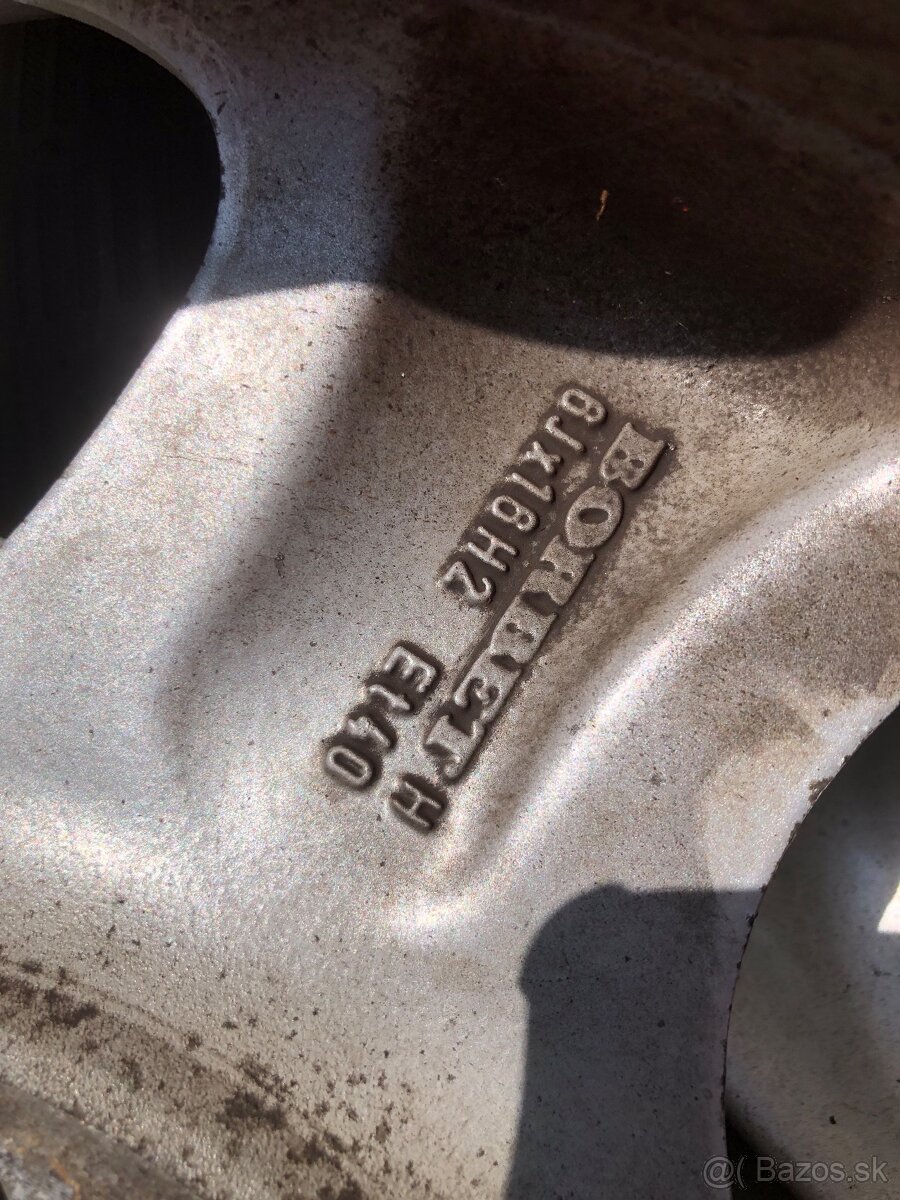 BORBET H
6Jx16H2 Et40
@( Bazos.sk